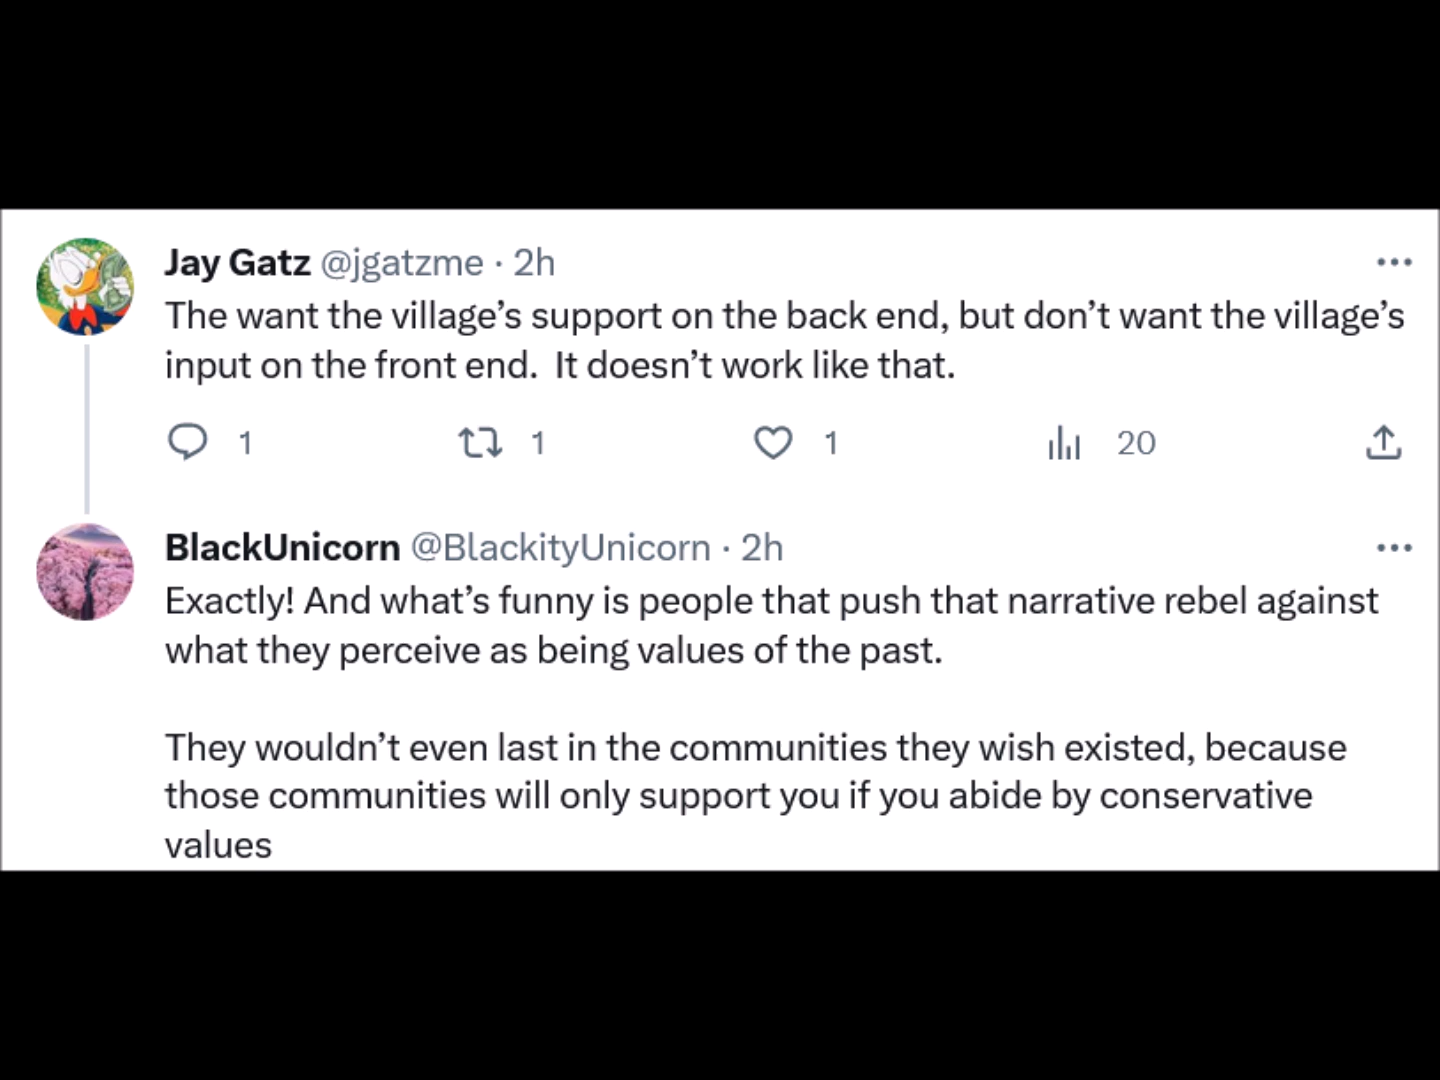 Jay Gatz @jgatzme · 2h
The want the village’s support on the back end, but don’t want the village’s
input on the front end.  It doesn’t work like that.
1 1 1 20
BlackUnicorn @BlackityUnicorn · 2h
Exactly! And what’s funny is people that push that narrative rebel against
what they perceive as being values of the past.
They wouldn’t even last in the communities they wish existed, because
those communities will only support you if you abide by conservative
values